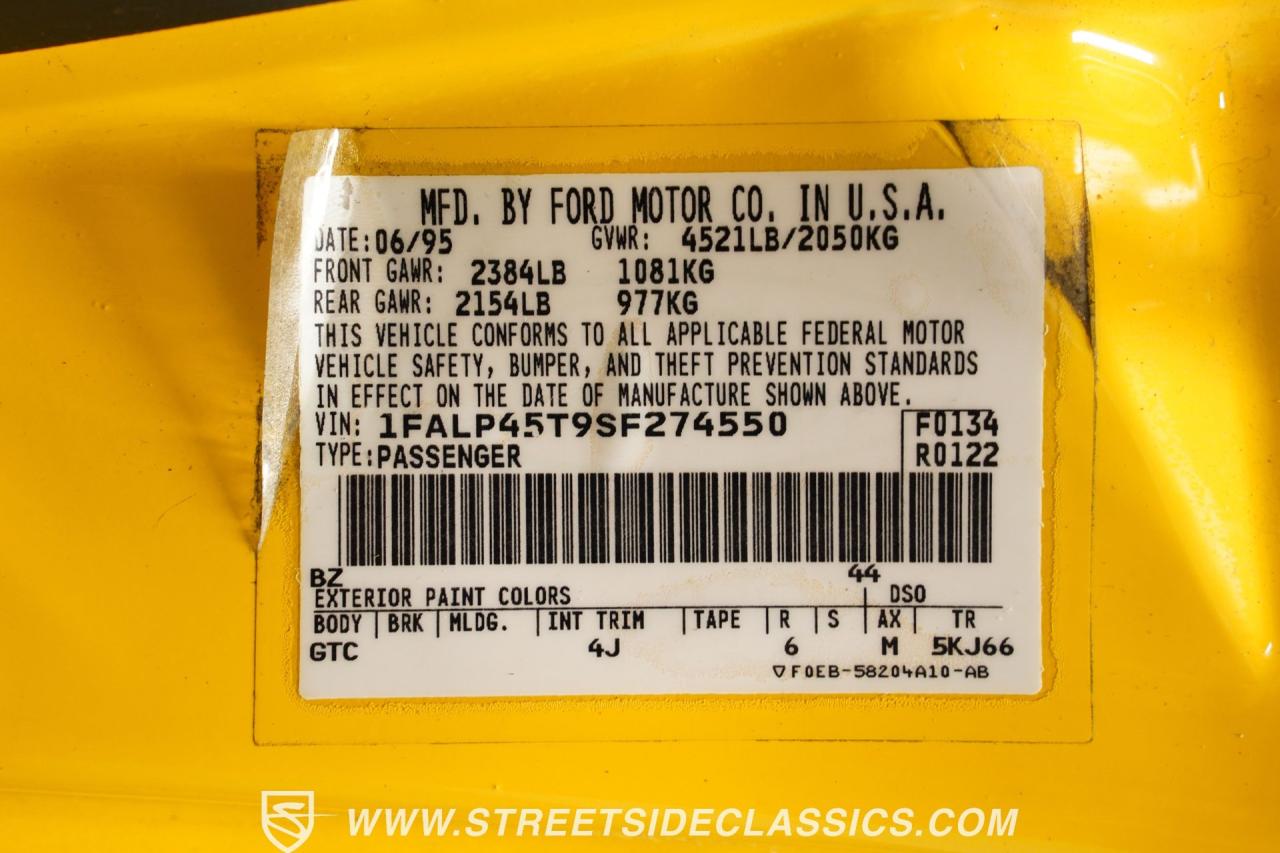 MFD. BY FORD MOTOR CO. IN U.S.A.
DATE: 06/95 GVWR: 4521LB/2050KG
FRONT GAWR: 2384LB 1081KG
REAR GAWR: 2154LB 977KG
THIS VEHICLE CONFORMS TO ALL APPLICABLE FEDERAL MOTOR
VEHICLE SAFETY, BUMPER, AND THEFT PREVENTION STANDARDS
IN EFFECT ON THE DATE OF MANUFACTURE SHOWN ABOVE.
VIN: 1FALP45T9SF274550 F0134
TYPE: PASSENGER R0122
BZ 44
EXTERIOR PAINT COLORS DSO
BODY BRK MLDG. INT TRIM TAPE R S AX TR
GTC 4J 6 M 5KJ66
▽F0EB-58204A10-AB
WWW.STREETSIDECLASSICS.COM